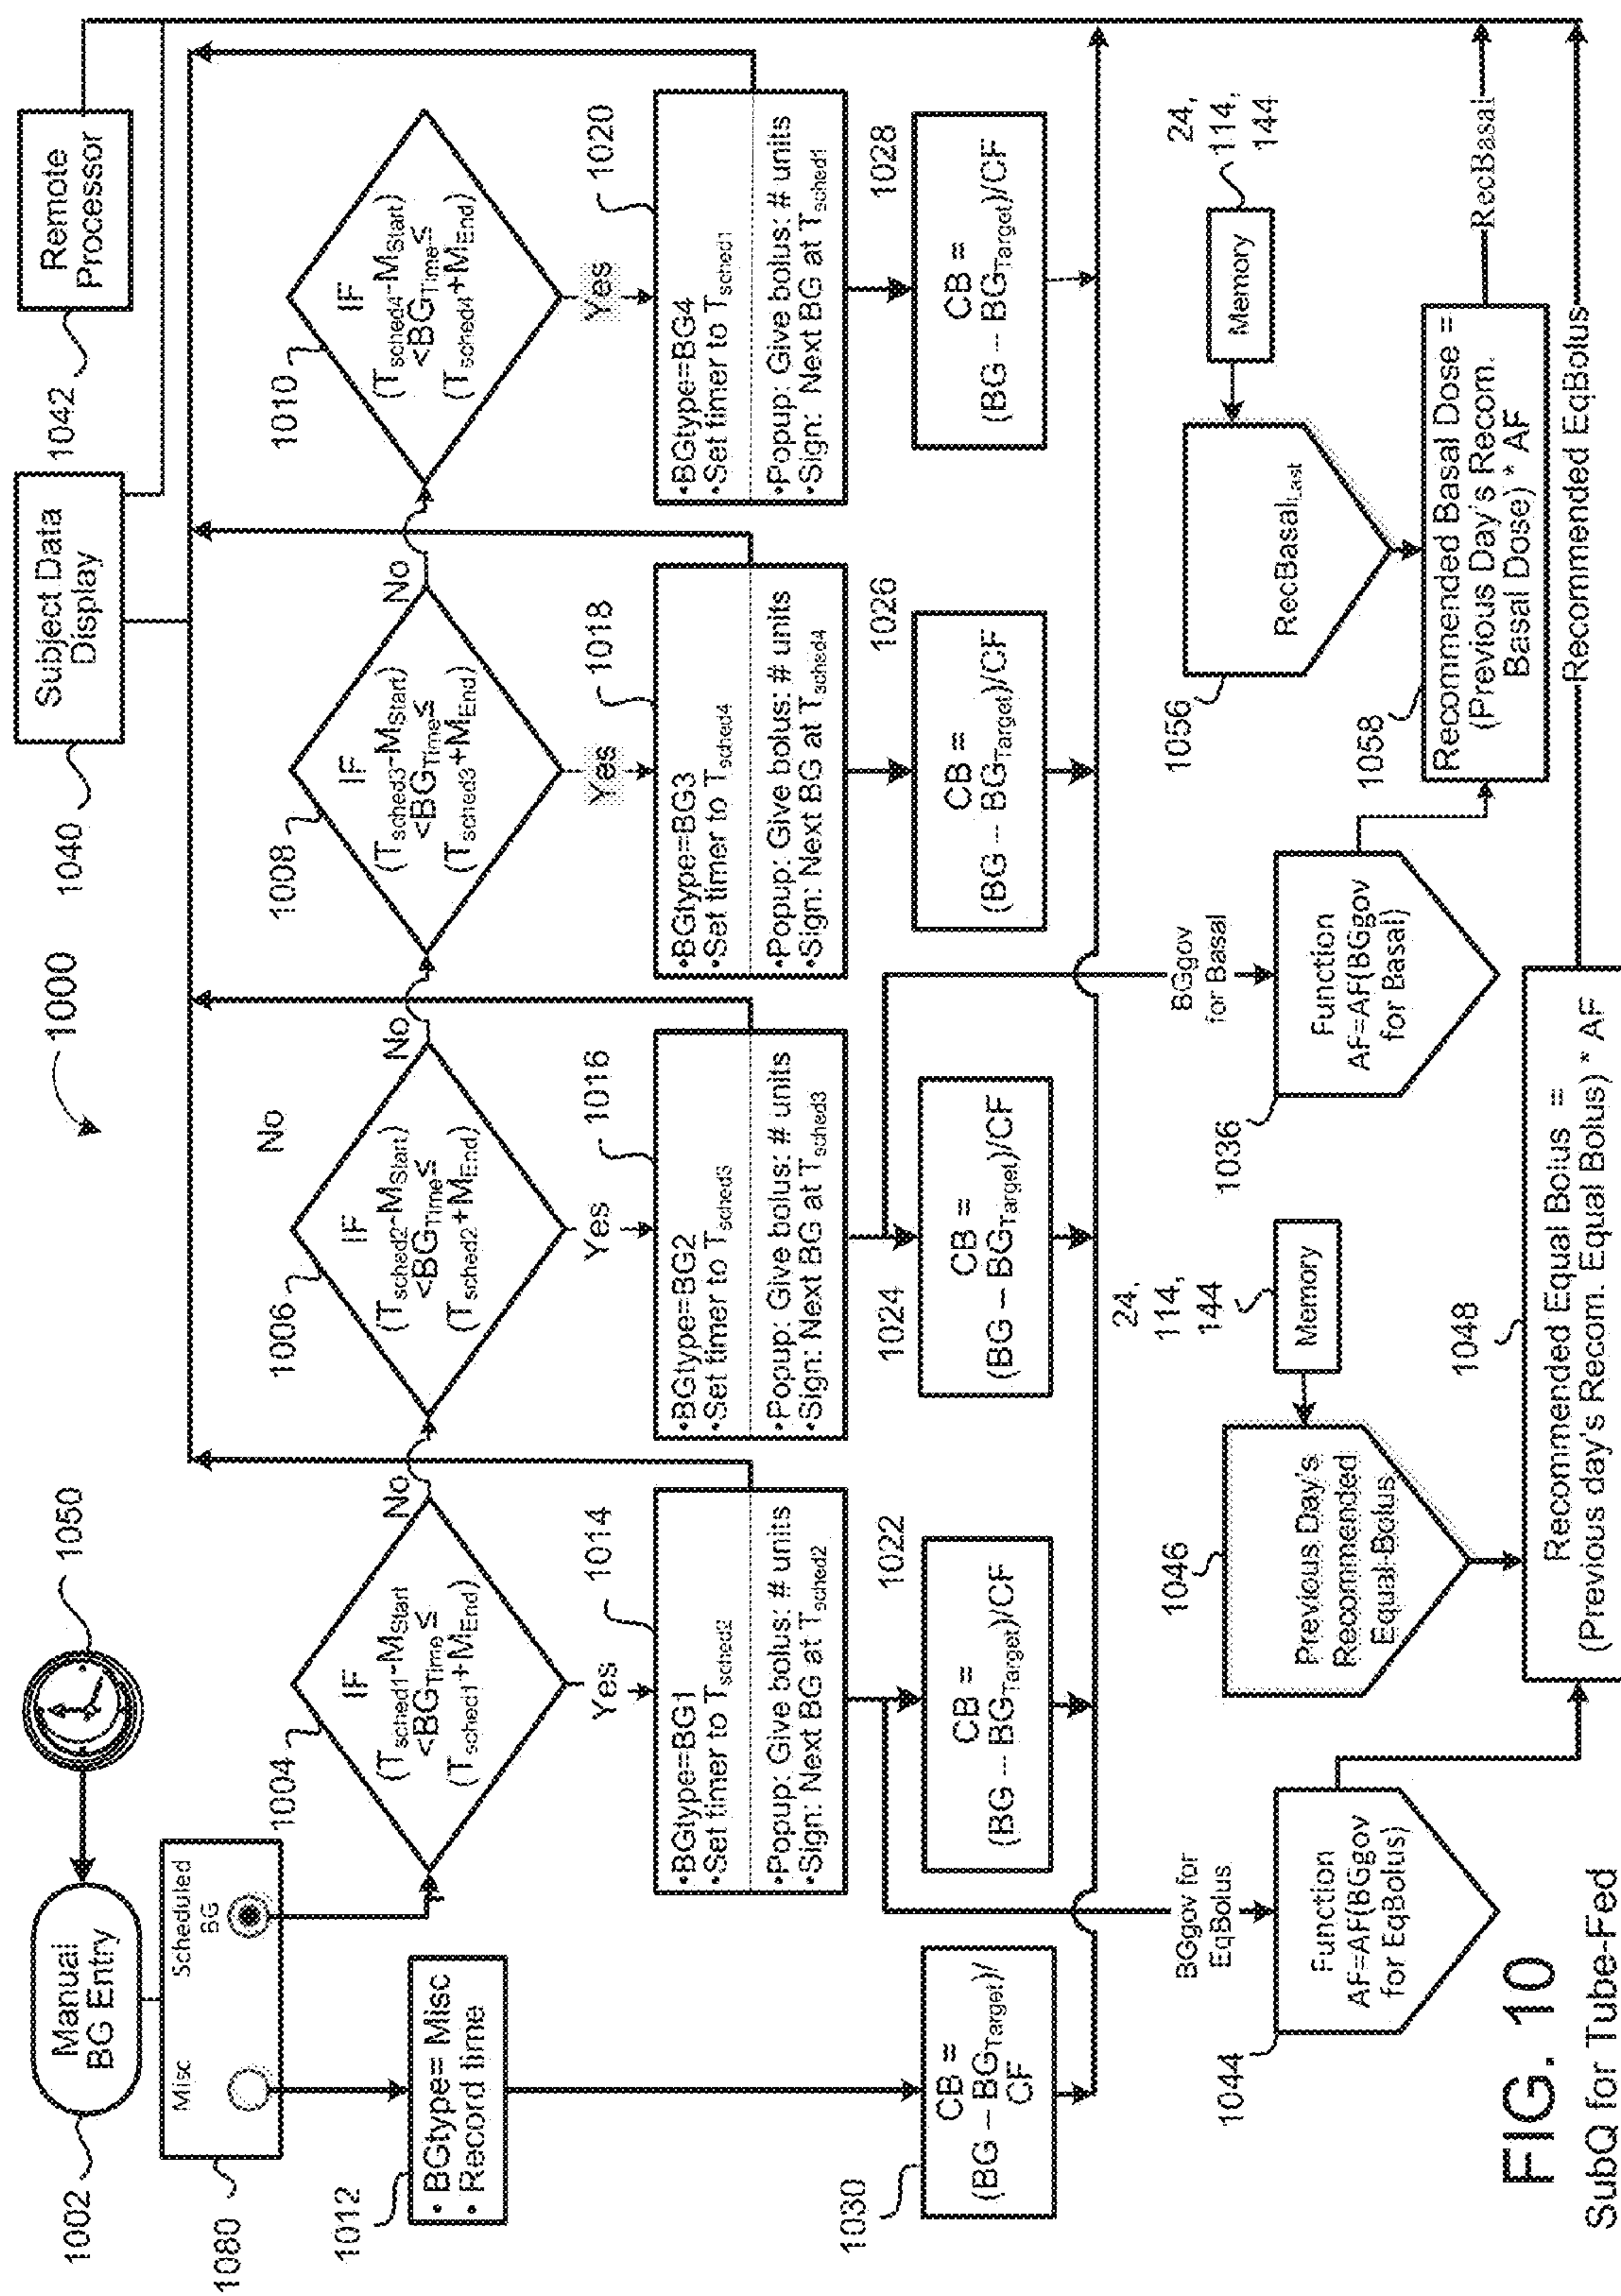 1000
1002
Manual
BG Entry
1050
Subject Data
Display
1040
Remote
Processor
1042
Misc
Scheduled
BG
1080
1012
• BGtype= Misc
• Record time
1004
IF
(Tsched1-MStart
<BGTime≤
(Tsched1+MEnd)
No
Yes
1006
IF
(Tsched2-MStart)
<BGTime≤
(Tsched2+MEnd)
No
No
Yes
1008
IF
(Tsched3-MStart)
<BGTime≤
(Tsched3+MEnd)
No
Yes
1010
IF
(Tsched4-MStart)
<BGTime≤
(Tsched4+MEnd)
Yes
1014
•BGtype=BG1
•Set timer to Tsched2
•Popup: Give bolus: # units
•Sign: Next BG at Tsched2
1016
•BGtype=BG2
•Set timer to Tsched3
•Popup: Give bolus: # units
•Sign: Next BG at Tsched3
1018
•BGtype=BG3
•Set timer to Tsched4
•Popup: Give bolus: # units
•Sign: Next BG at Tsched4
1020
•BGtype=BG4
•Set timer to Tsched1
•Popup: Give bolus: # units
•Sign: Next BG at Tsched1
1030
CB =
(BG – BGTarget)/
CF
1022
CB =
(BG – BGTarget)/CF
1024
CB =
(BG – BGTarget)/CF
1026
CB =
(BG – BGTarget)/CF
1028
CB =
(BG – BGTarget)/CF
BGgov for
EqBolus
1044
Function
AF=AF(BGgov
for EqBolus)
1046
Previous Day's
Recommended
Equal-Bolus
24,
114,
144
Memory
BGgov
for Basal
1036
Function
AF=AF(BGgov
for Basal)
1056
RecBasalLast
24,
114,
144
Memory
1058
Recommended Basal Dose =
(Previous Day's Recom.
Basal Dose) * AF
RecBasal
1048
Recommended Equal Bolus =
(Previous day's Recom. Equal Bolus) * AF
Recommended EqBolus
FIG. 10
SubQ for Tube-Fed